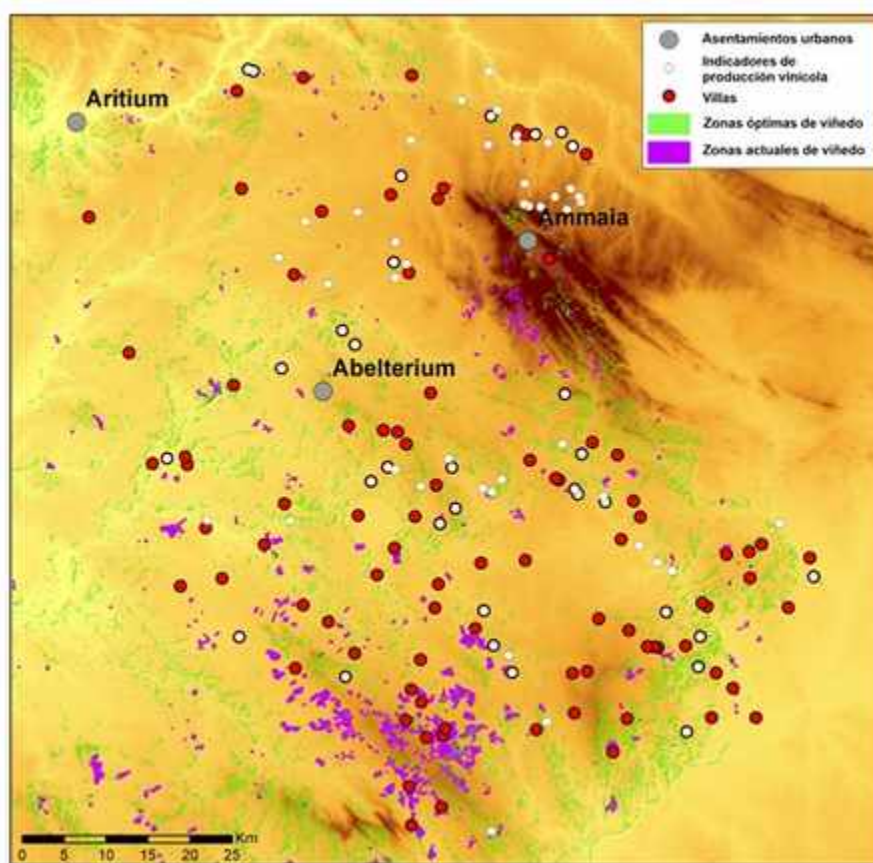 Asentamientos urbanos
Indicadores de
producción vinícola
Villas
Zonas óptimas de viñedo
Zonas actuales de viñedo
Aritium
Ammaia
Abelterium
Km
0 5 10 15 20 25